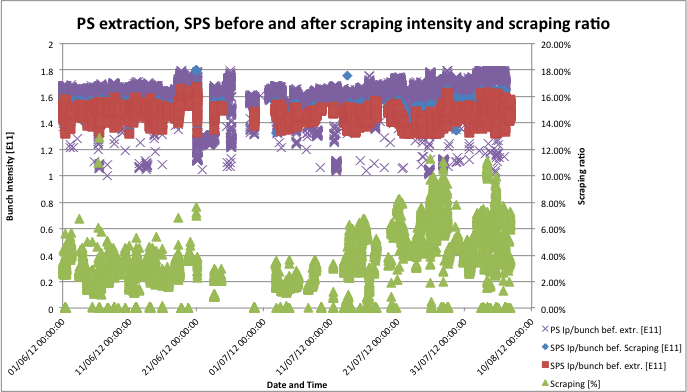 PS extraction, SPS before and after scraping intensity and scraping ratio
2 20.00%
1.8 18.00%
1.6 16.00%
1.4 14.00%
1.2 12.00%
1 10.00%
0.8 8.00%
0.6 6.00%
0.4 4.00%
0.2 2.00%
0 0.00%
Bunch Intensity [E11]
Scraping ratio
01/06/12 00:00:00
11/06/12 00:00:00
21/06/12 00:00:00
01/07/12 00:00:00
11/07/12 00:00:00
21/07/12 00:00:00
31/07/12 00:00:00
10/08/12 00:00:00
Date and Time
PS Ip/bunch bef. extr. [E11]
SPS Ip/bunch bef. Scraping [E11]
SPS Ip/bunch bef. extr. [E11]
Scraping [%]